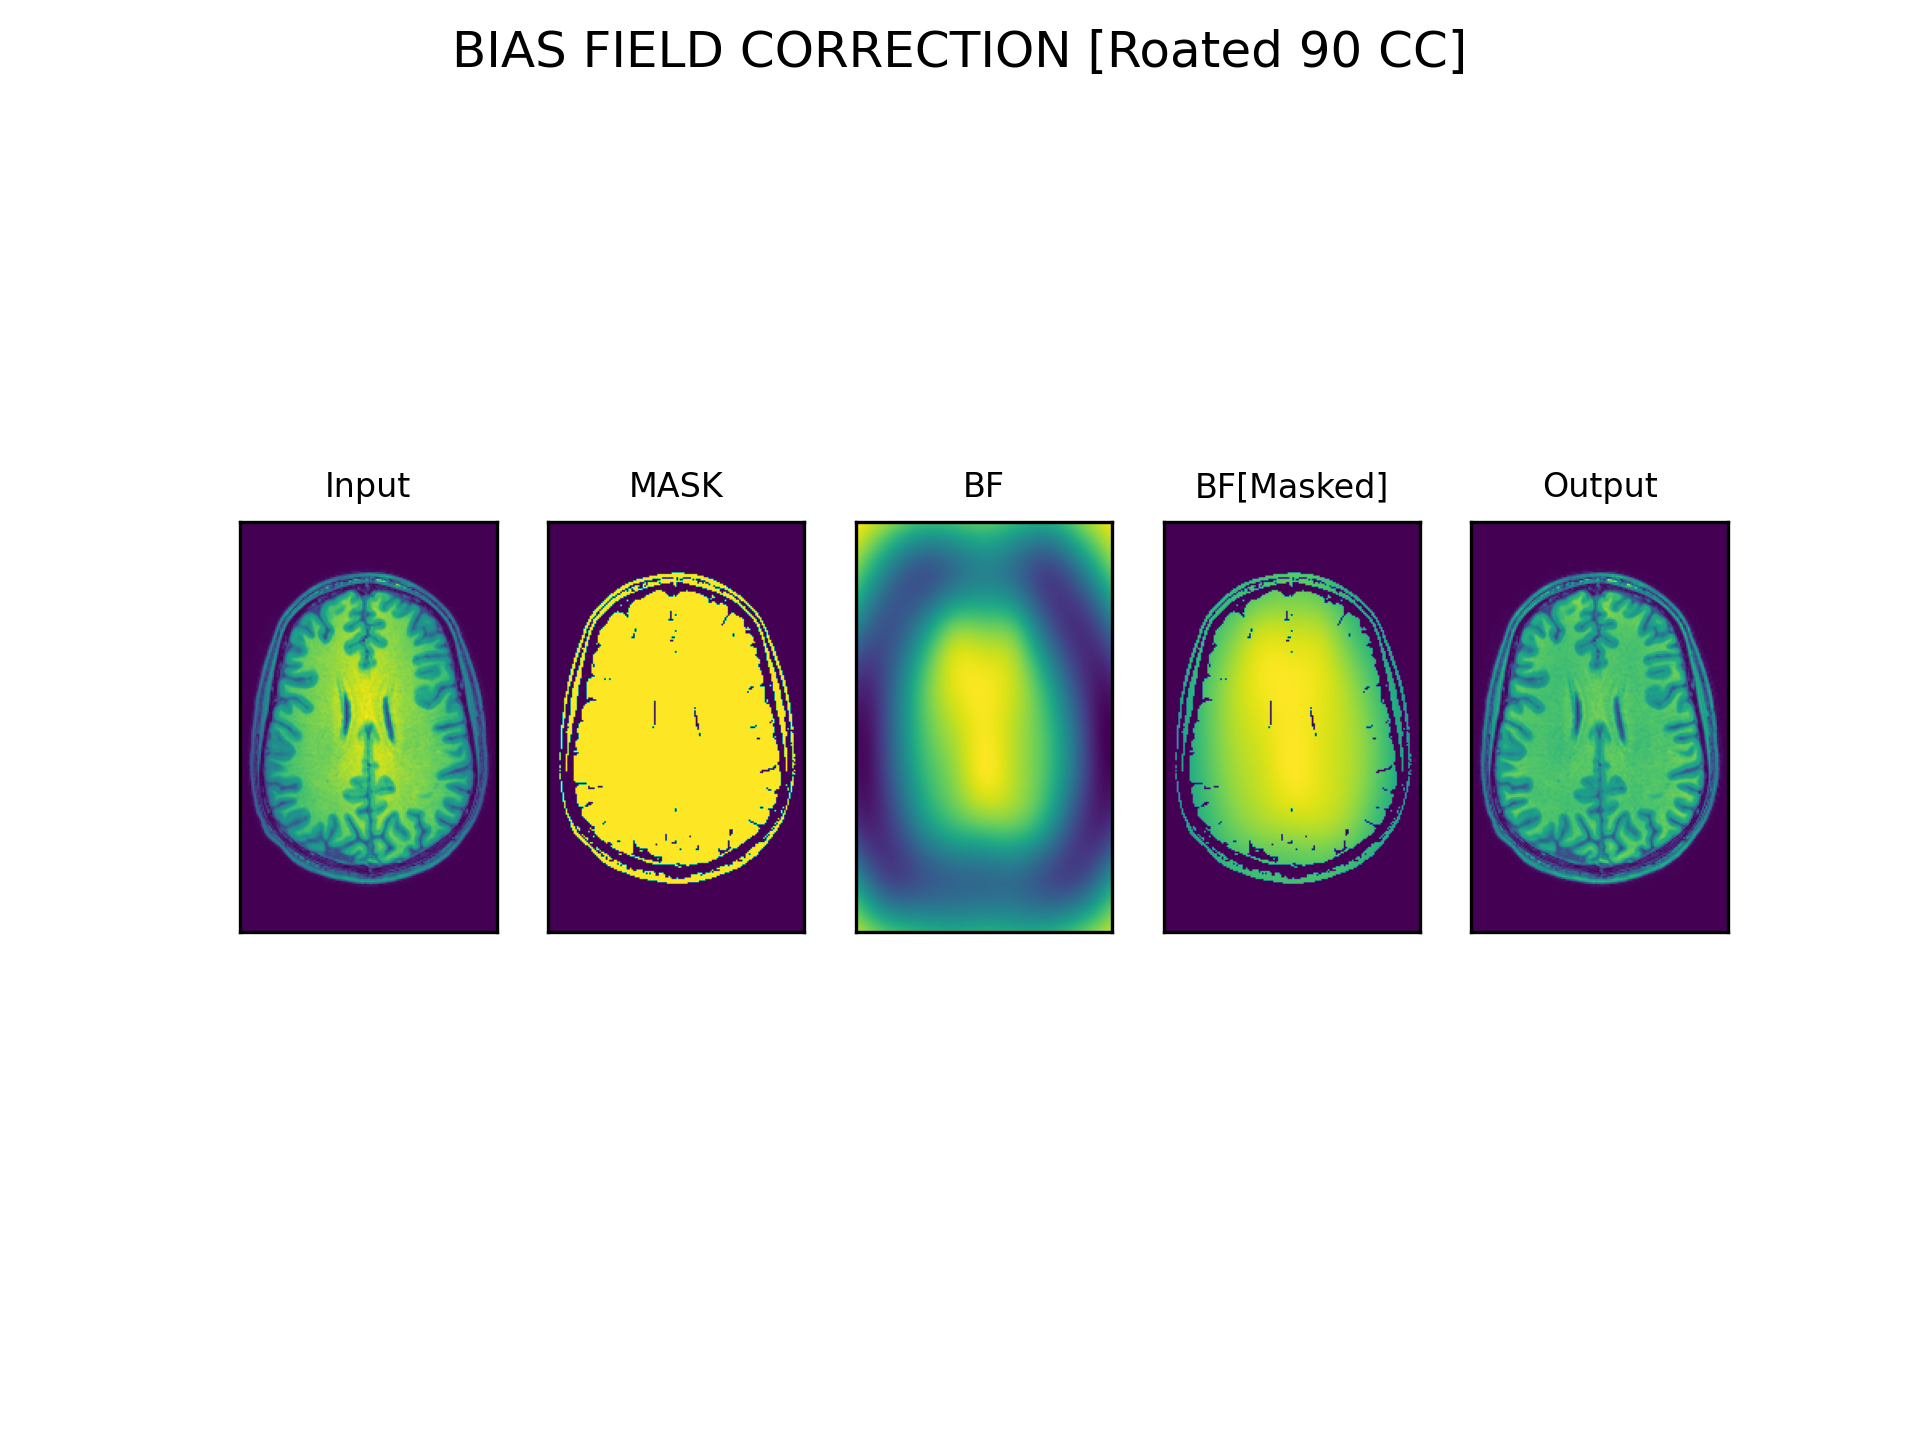 BIAS FIELD CORRECTION [Roated 90 CC]
Input
MASK
BF
BF[Masked]
Output